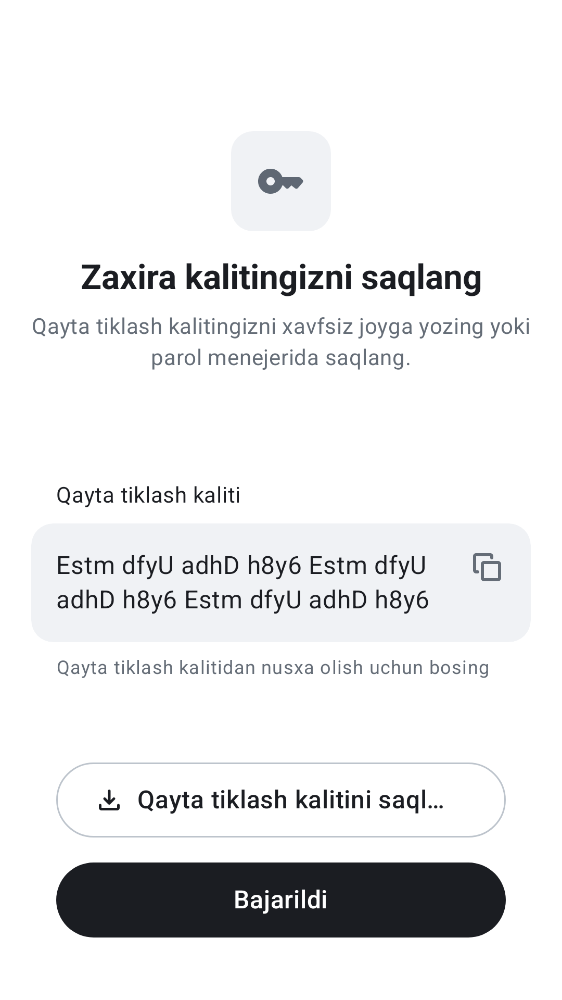 Zaxira kalitingizni saqlang
Qayta tiklash kalitingizni xavfsiz joyga yozing yoki
parol menejerida saqlang.
Qayta tiklash kaliti
Estm dfyU adhD h8y6 Estm dfyU
adhD h8y6 Estm dfyU adhD h8y6
Qayta tiklash kalitidan nusxa olish uchun bosing
Qayta tiklash kalitini saql…
Bajarildi